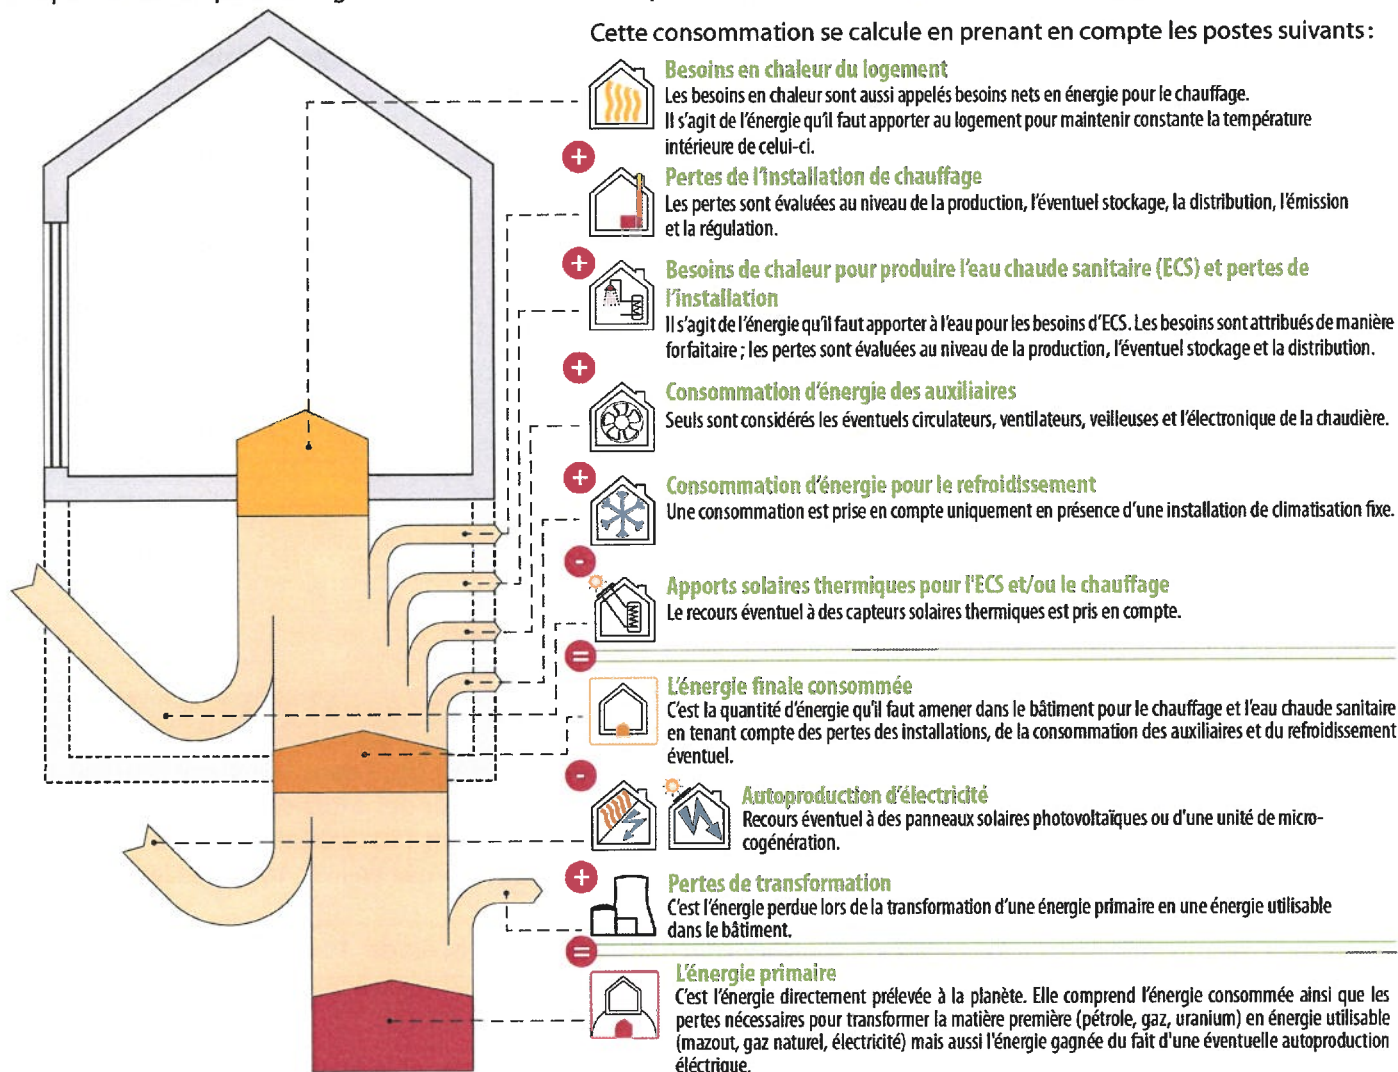 Cette consommation se calcule en prenant en compte les postes suivants :
Besoins en chaleur du logement
Les besoins en chaleur sont aussi appelés besoins nets en énergie pour le chauffage.
Il s'agit de l'énergie qu'il faut apporter au logement pour maintenir constante la température
intérieure de celui-ci.
+
Pertes de l'installation de chauffage
Les pertes sont évaluées au niveau de la production, l'éventuel stockage, la distribution, l'émission
et la régulation.
+
Besoins de chaleur pour produire l'eau chaude sanitaire (ECS) et pertes de
l'installation
Il s'agit de l'énergie qu'il faut apporter à l'eau pour les besoins d'ECS. Les besoins sont attribués de manière
forfaitaire ; les pertes sont évaluées au niveau de la production, l'éventuel stockage et la distribution.
+
Consommation d'énergie des auxiliaires
Seuls sont considérés les éventuels circulateurs, ventilateurs, veilleuses et l'électronique de la chaudière.
+
Consommation d'énergie pour le refroidissement
Une consommation est prise en compte uniquement en présence d'une installation de climatisation fixe.
-
Apports solaires thermiques pour l'ECS et/ou le chauffage
Le recours éventuel à des capteurs solaires thermiques est pris en compte.
=
L'énergie finale consommée
C'est la quantité d'énergie qu'il faut amener dans le bâtiment pour le chauffage et l'eau chaude sanitaire
en tenant compte des pertes des installations, de la consommation des auxiliaires et du refroidissement
éventuel.
-
Autoproduction d'électricité
Recours éventuel à des panneaux solaires photovoltaïques ou d'une unité de micro-
cogénération.
+
Pertes de transformation
C'est l'énergie perdue lors de la transformation d'une énergie primaire en une énergie utilisable
dans le bâtiment.
=
L'énergie primaire
C'est l'énergie directement prélevée à la planète. Elle comprend l'énergie consommée ainsi que les
pertes nécessaires pour transformer la matière première (pétrole, gaz, uranium) en énergie utilisable
(mazout, gaz naturel, électricité) mais aussi l'énergie gagnée du fait d'une éventuelle autoproduction
éléctrique.